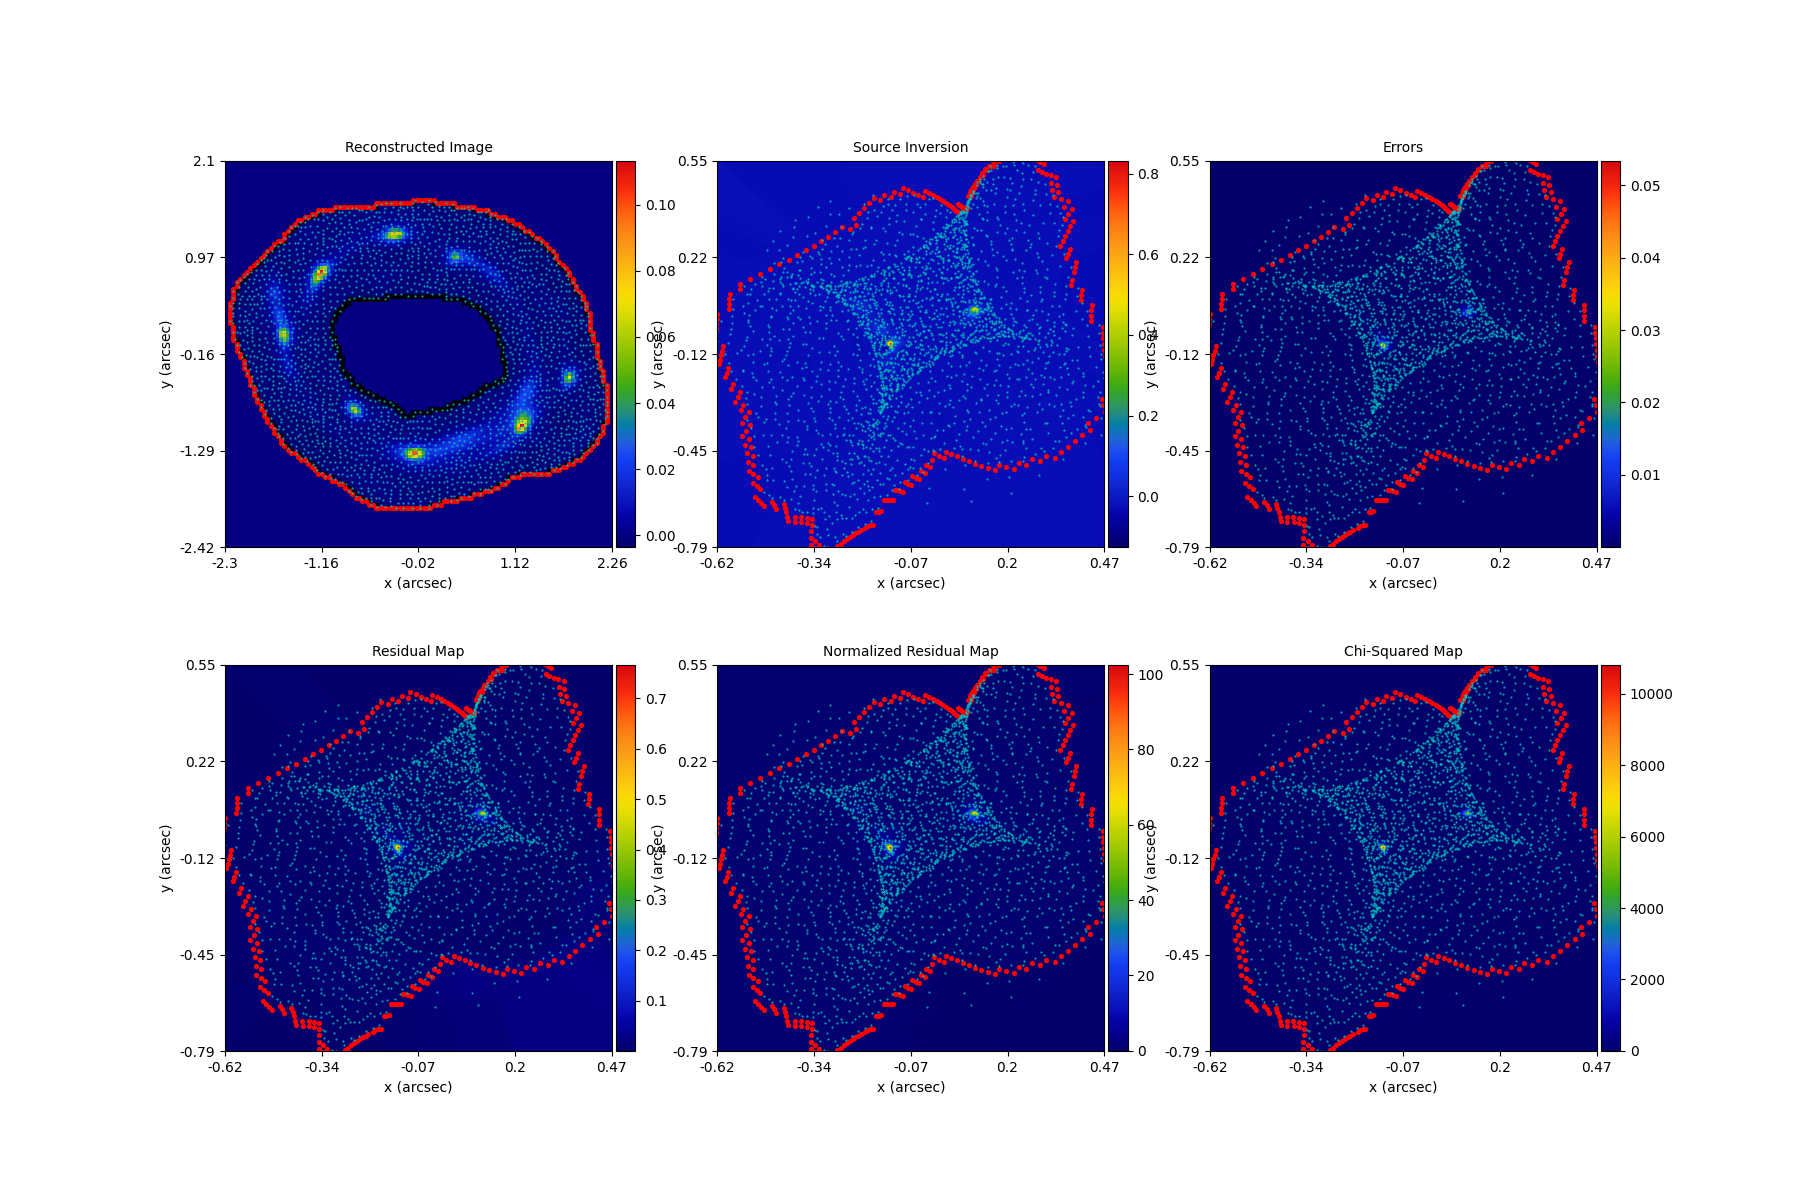 Reconstructed Image
2.1
0.97
-0.16
-1.29
-2.42
y (arcsec)
-2.3 -1.16 -0.02 1.12 2.26
x (arcsec)
0.10
0.08
0.06
0.04
0.02
0.00
Source Inversion
0.55
0.22
-0.12
-0.45
-0.79
y (arcsec)
-0.62 -0.34 -0.07 0.2 0.47
x (arcsec)
0.8
0.6
0.4
0.2
0.0
Errors
0.55
0.22
-0.12
-0.45
-0.79
y (arcsec)
-0.62 -0.34 -0.07 0.2 0.47
x (arcsec)
0.05
0.04
0.03
0.02
0.01
Residual Map
0.55
0.22
-0.12
-0.45
-0.79
y (arcsec)
-0.62 -0.34 -0.07 0.2 0.47
x (arcsec)
0.7
0.6
0.5
0.4
0.3
0.2
0.1
Normalized Residual Map
0.55
0.22
-0.12
-0.45
-0.79
y (arcsec)
-0.62 -0.34 -0.07 0.2 0.47
x (arcsec)
100
80
60
40
20
0
Chi-Squared Map
0.55
0.22
-0.12
-0.45
-0.79
y (arcsec)
-0.62 -0.34 -0.07 0.2 0.47
x (arcsec)
10000
8000
6000
4000
2000
0